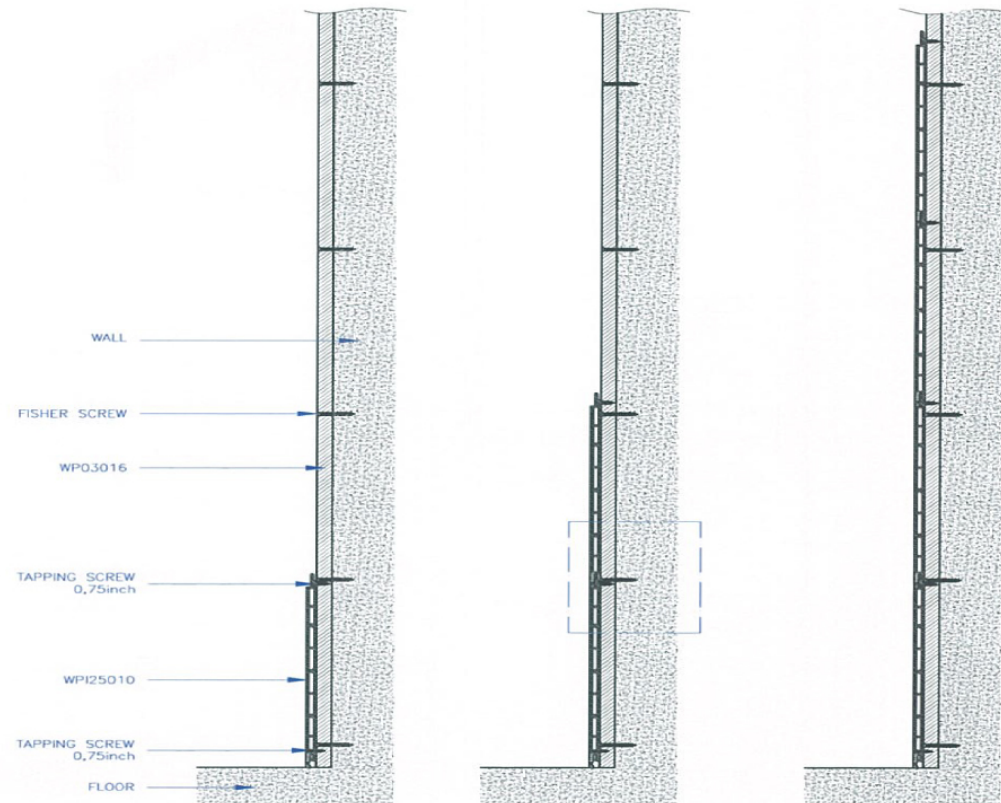 WALL
FISHER SCREW
WP03016
TAPPING SCREW
0,75inch
WPI25010
TAPPING SCREW
0,75inch
FLOOR